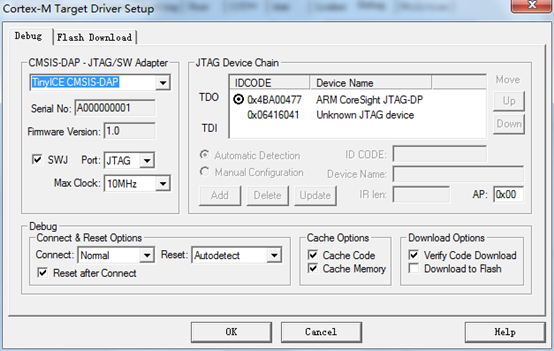 Cortex-M Target Driver Setup
Debug
Flash Download
CMSIS-DAP - JTAG/SW Adapter
TinyICE CMSIS-DAP
Serial No: A000000001
Firmware Version: 1.0
SWJ Port: JTAG
Max Clock: 10MHz
JTAG Device Chain
IDCODE Device Name Move
TDO 0x4BA00477 ARM CoreSight JTAG-DP Up
TDI 0x06416041 Unknown JTAG device Down
Automatic Detection ID CODE:
Manual Configuration Device Name:
Add Delete Update IR len: AP: 0x00
Debug
Connect & Reset Options
Connect: Normal Reset: Autodetect
Reset after Connect
Cache Options
Cache Code
Cache Memory
Download Options
Verify Code Download
Download to Flash
OK Cancel Help